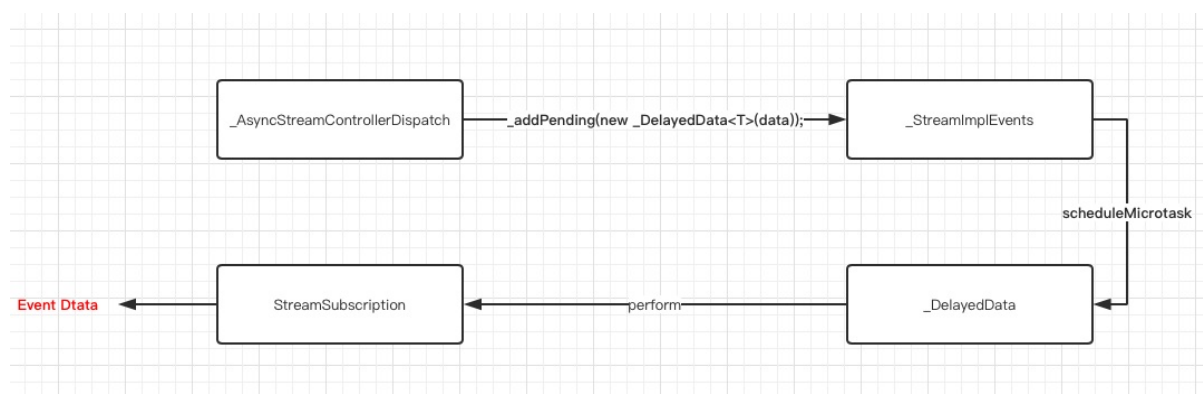 _AsyncStreamControllerDispatch
_addPending(new _DelayedData<T>(data));
_StreamImplEvents
scheduleMicrotask
Event Dtata
StreamSubscription
perform
_DelayedData